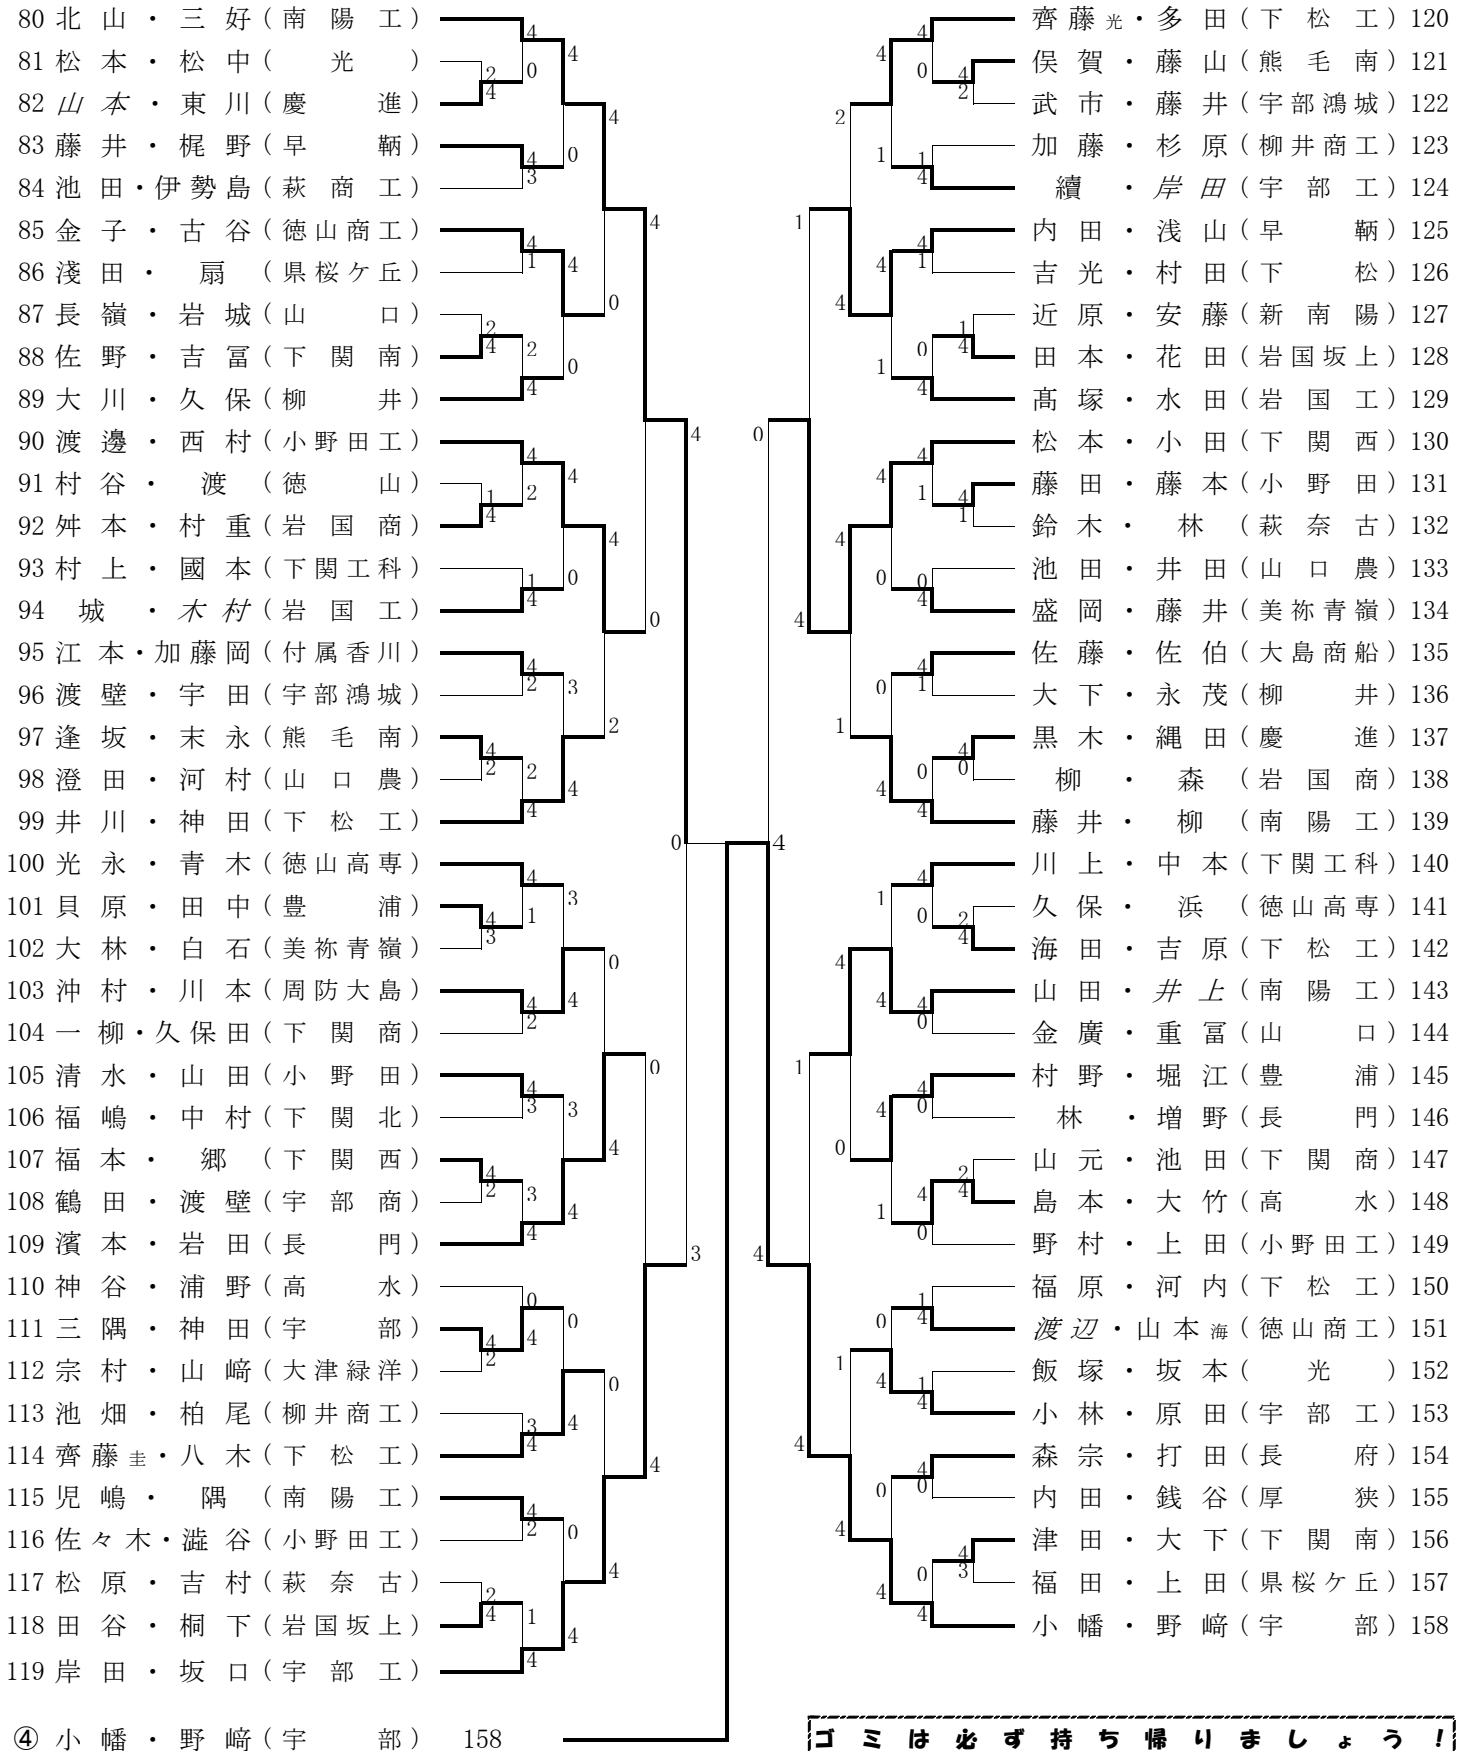 80 北山・三好(南陽工)
81 松本・松中(光)
82 山本・東川(慶進)
83 藤井・梶野(早鞆)
84 池田・伊勢島(萩商工)
85 金子・古谷(徳山商工)
86 淺田・扇(県桜ケ丘)
87 長嶺・岩城(山口)
88 佐野・吉冨(下関南)
89 大川・久保(柳井)
90 渡邊・西村(小野田工)
91 村谷・渡(徳山)
92 舛本・村重(岩国商)
93 村上・國本(下関工科)
94 城・木村(岩国工)
95 江本・加藤岡(付属香川)
96 渡壁・宇田(宇部鴻城)
97 逢坂・末永(熊毛南)
98 澄田・河村(山口農)
99 井川・神田(下松工)
100 光永・青木(徳山高専)
101 貝原・田中(豊浦)
102 大林・白石(美祢青嶺)
103 沖村・川本(周防大島)
104 一柳・久保田(下関商)
105 清水・山田(小野田)
106 福嶋・中村(下関北)
107 福本・郷(下関西)
108 鶴田・渡壁(宇部商)
109 濱本・岩田(長門)
110 神谷・浦野(高水)
111 三隅・神田(宇部)
112 宗村・山﨑(大津緑洋)
113 池畑・柏尾(柳井商工)
114 齊藤圭・八木(下松工)
115 児嶋・隅(南陽工)
116 佐々木・澁谷(小野田工)
117 松原・吉村(萩奈古)
118 田谷・桐下(岩国坂上)
119 岸田・坂口(宇部工)
④ 小幡・野﨑(宇部) 158
齊藤光・多田(下松工)120
俣賀・藤山(熊毛南)121
武市・藤井(宇部鴻城)122
加藤・杉原(柳井商工)123
續・岸田(宇部工)124
内田・浅山(早鞆)125
吉光・村田(下松)126
近原・安藤(新南陽)127
田本・花田(岩国坂上)128
髙塚・水田(岩国工)129
松本・小田(下関西)130
藤田・藤本(小野田)131
鈴木・林(萩奈古)132
池田・井田(山口農)133
盛岡・藤井(美祢青嶺)134
佐藤・佐伯(大島商船)135
大下・永茂(柳井)136
黒木・縄田(慶進)137
柳・森(岩国商)138
藤井・柳(南陽工)139
川上・中本(下関工科)140
久保・浜(徳山高専)141
海田・吉原(下松工)142
山田・井上(南陽工)143
金廣・重冨(山口)144
村野・堀江(豊浦)145
林・増野(長門)146
山元・池田(下関商)147
島本・大竹(高水)148
野村・上田(小野田工)149
福原・河内(下松工)150
渡辺・山本海(徳山商工)151
飯塚・坂本(光)152
小林・原田(宇部工)153
森宗・打田(長府)154
内田・銭谷(厚狭)155
津田・大下(下関南)156
福田・上田(県桜ケ丘)157
小幡・野﨑(宇部)158
ゴミは必ず持ち帰りましょう!